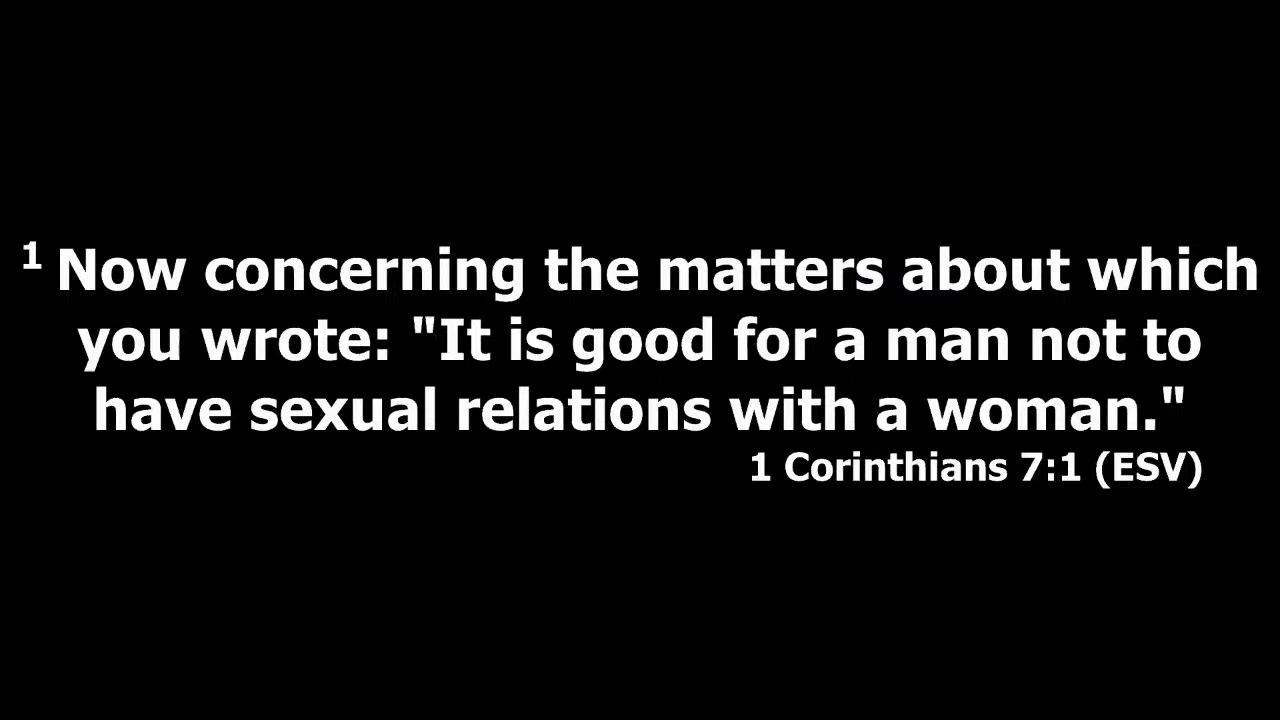 1 Now concerning the matters about which
you wrote: "It is good for a man not to
have sexual relations with a woman."
1 Corinthians 7:1 (ESV)